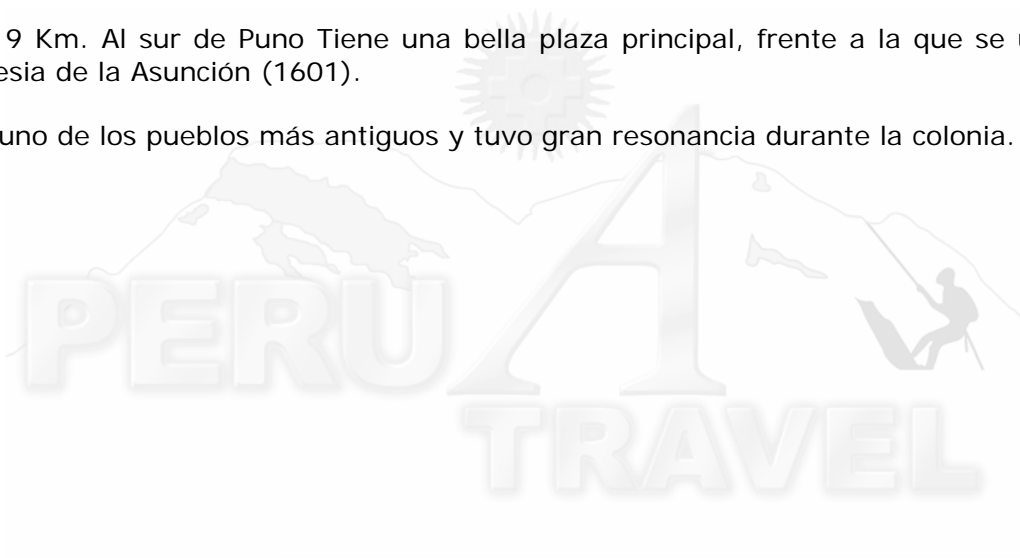 9 Km. Al sur de Puno Tiene una bella plaza principal, frente a la que se
esia de la Asunción (1601).
uno de los pueblos más antiguos y tuvo gran resonancia durante la colonia.
PERU A
TRAVEL